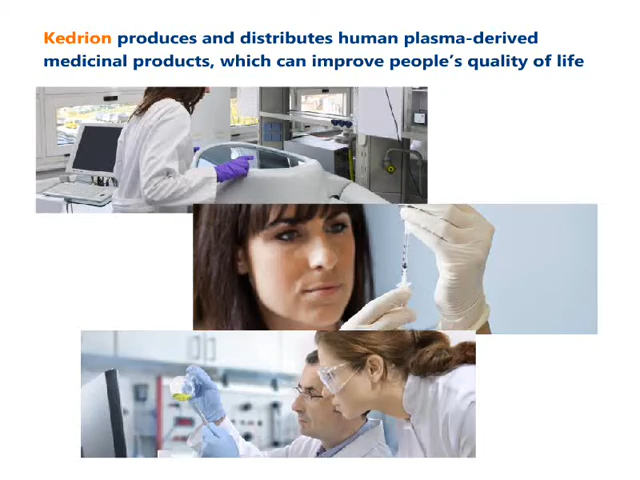 Kedrion produces and distributes human plasma-derived
medicinal products, which can improve people's quality of life